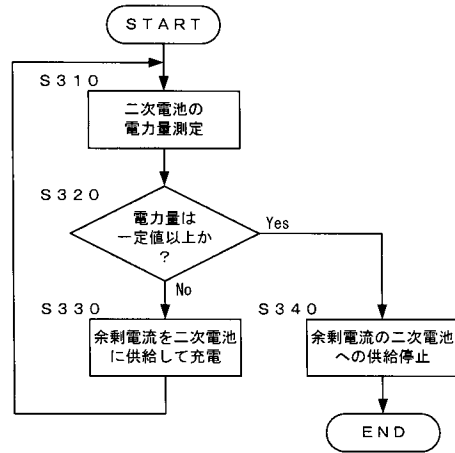 ＳＴＡＲＴ
Ｓ３１０
二次電池の
電力量測定
Ｓ３２０
電力量は
一定値以上か
？
Yes
No
Ｓ３３０
余剰電流を二次電池
に供給して充電
Ｓ３４０
余剰電流の二次電池
への供給停止
ＥＮＤ